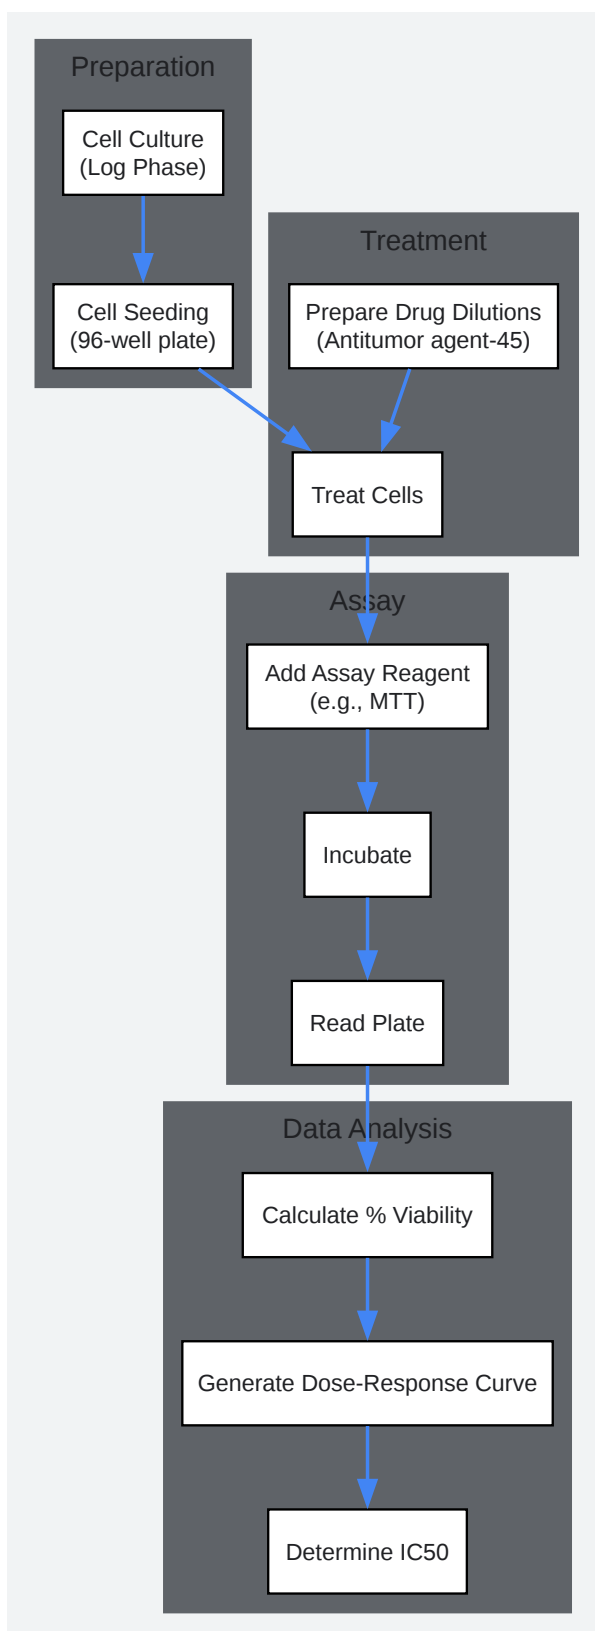 Preparation
Cell Culture
(Log Phase)
Cell Seeding
(96-well plate)
Treatment
Prepare Drug Dilutions
(Antitumor agent-45)
Treat Cells
Assay
Add Assay Reagent
(e.g., MTT)
Incubate
Read Plate
Data Analysis
Calculate % Viability
Generate Dose-Response Curve
Determine IC50